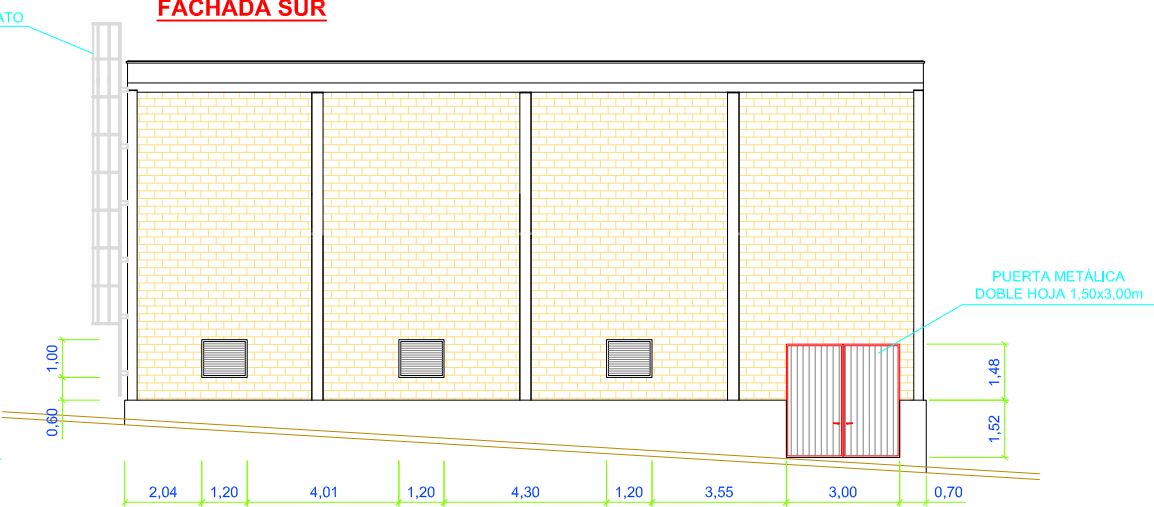 FACHADA SUR
ATO
PUERTA METÁLICA
DOBLE HOJA 1,50x3,00m
1,00
0,60
1,48
1,52
2,04 1,20 4,01 1,20 4,30 1,20 3,55 3,00 0,70